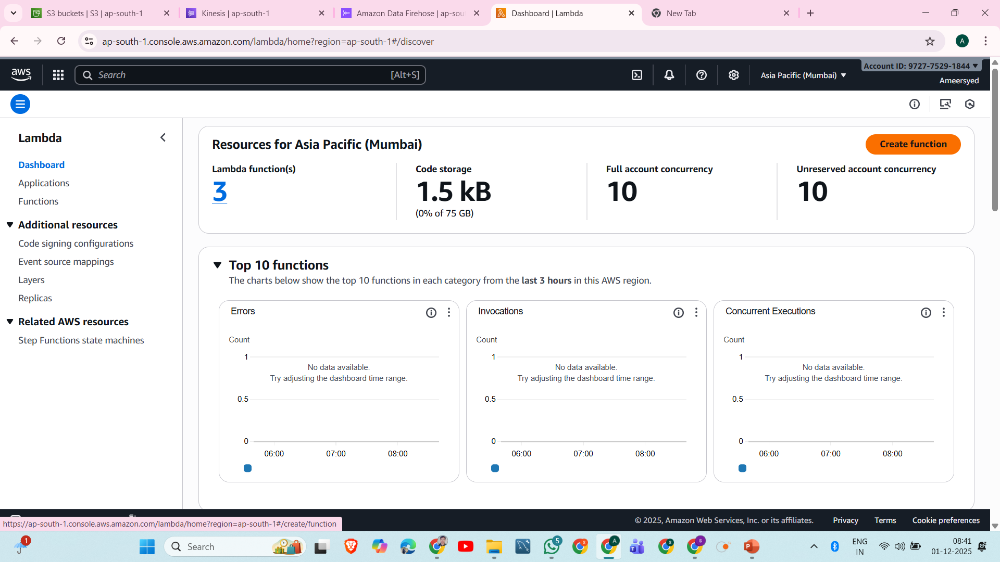 S3 buckets | S3 | ap-south-1
Kinesis | ap-south-1
Amazon Data Firehose | ap-sou
Dashboard | Lambda
New Tab
ap-south-1.console.aws.amazon.com/lambda/home?region=ap-south-1#/discover
A
aws
Search
[Alt+S]
Asia Pacific (Mumbai)
Account ID: 9727-7529-1844
Ameersyed
Lambda
Dashboard
Applications
Functions
Additional resources
Code signing configurations
Event source mappings
Layers
Replicas
Related AWS resources
Step Functions state machines
Resources for Asia Pacific (Mumbai)
Create function
Lambda function(s)
3
Code storage
1.5 kB
(0% of 75 GB)
Full account concurrency
10
Unreserved account concurrency
10
Top 10 functions
The charts below show the top 10 functions in each category from the last 3 hours in this AWS region.
Errors
Count
1
No data available.
Try adjusting the dashboard time range.
0.5
0
06:00
07:00
08:00
Invocations
Count
1
No data available.
Try adjusting the dashboard time range.
0.5
0
06:00
07:00
08:00
Concurrent Executions
Count
1
No data available.
Try adjusting the dashboard time range.
0.5
0
06:00
07:00
08:00
https://ap-south-1.console.aws.amazon.com/lambda/home?region=ap-south-1#/create/function
© 2025, Amazon Web Services, Inc. or its affiliates.
Privacy
Terms
Cookie preferences
1
Search
5
S
A
T
S
S
P
ENG
IN
08:41
01-12-2025